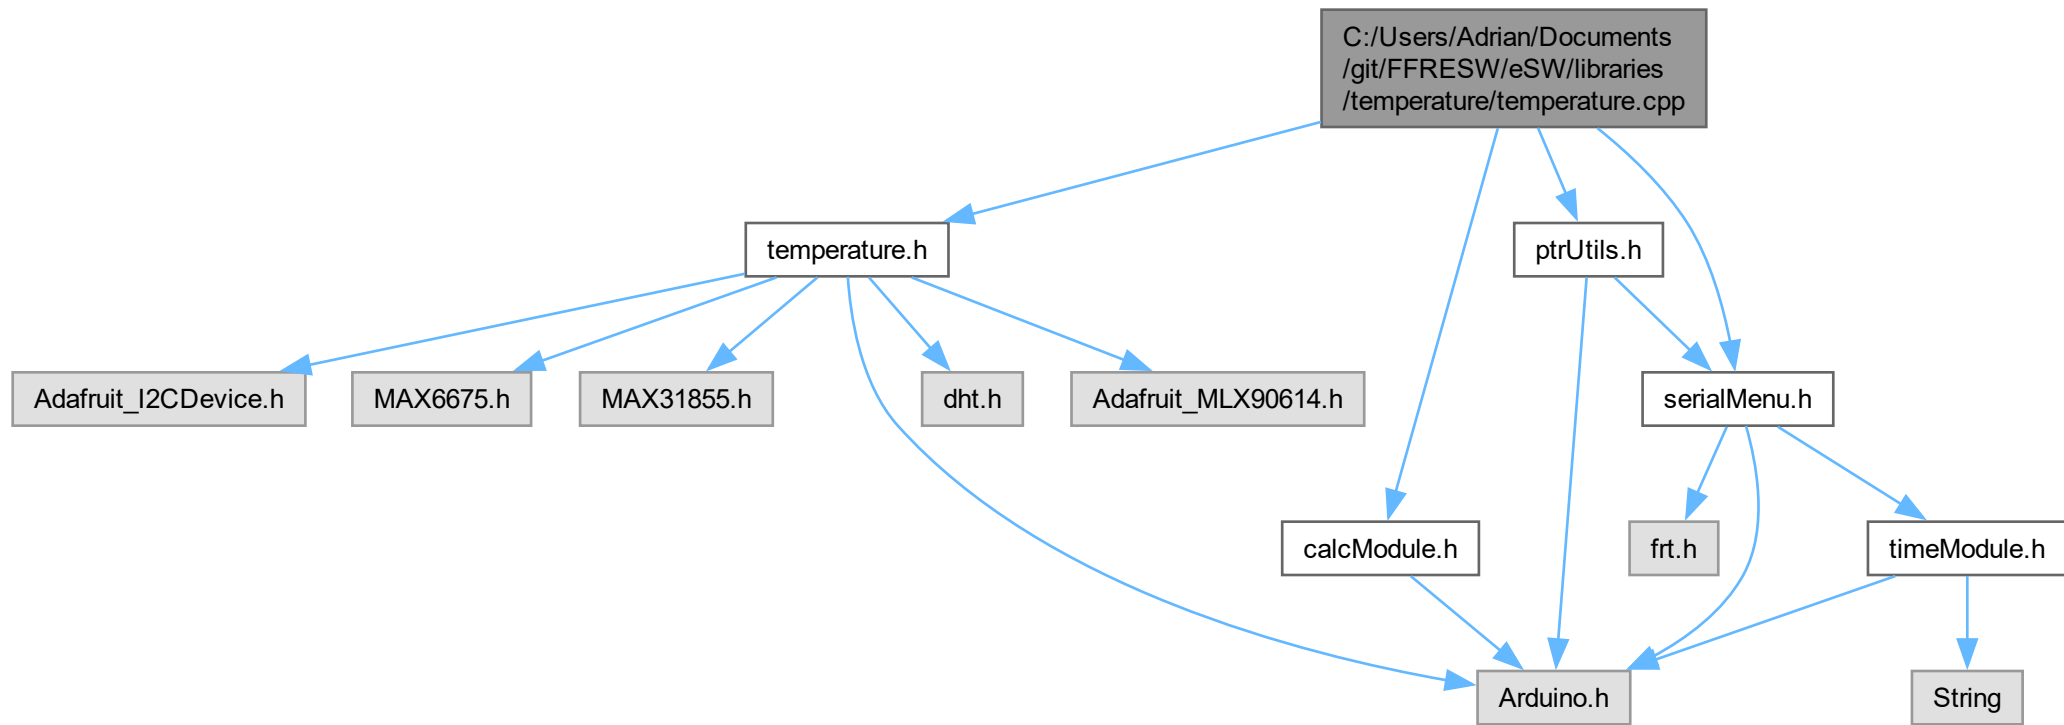 C:/Users/Adrian/Documents
/git/FFRESW/eSW/libraries
/temperature/temperature.cpp
temperature.h
ptrUtils.h
Adafruit_I2CDevice.h
MAX6675.h
MAX31855.h
dht.h
Adafruit_MLX90614.h
serialMenu.h
calcModule.h
frt.h
timeModule.h
Arduino.h
String